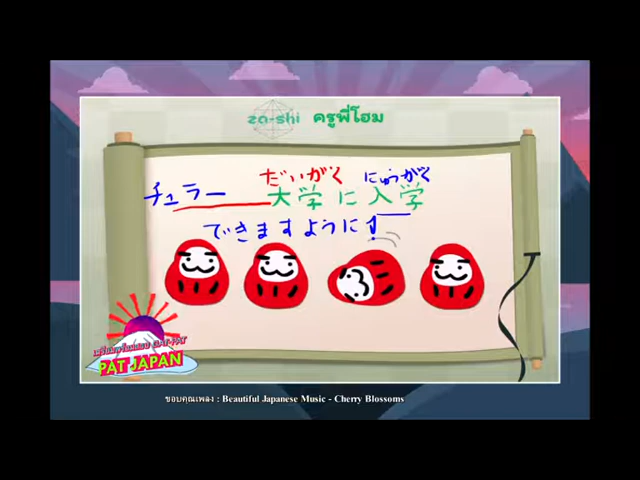 za-shi ครูพี่โฮม
だいがく にゅうがく
チュラー大学に入学
できますように!
PAT JAPAN
ขอบคุณเพลง : Beautiful Japanese Music - Cherry Blossoms